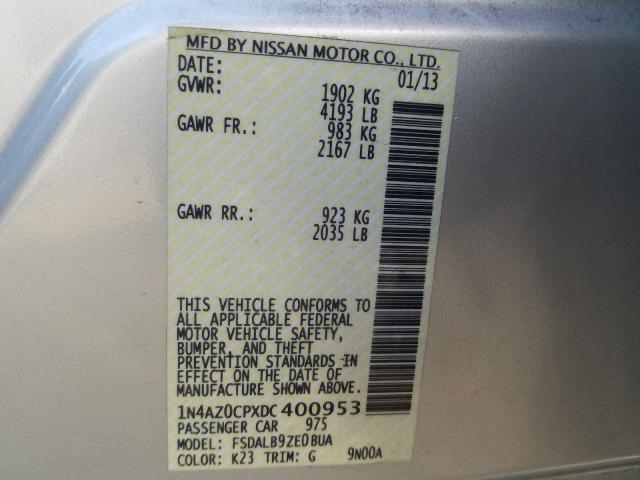 MFD BY NISSAN MOTOR CO., LTD.
DATE: 01/13
GVWR: 1902 KG
4193 LB
GAWR FR.: 983 KG
2167 LB
GAWR RR.: 923 KG
2035 LB
THIS VEHICLE CONFORMS TO
ALL APPLICABLE FEDERAL
MOTOR VEHICLE SAFETY,
BUMPER, AND THEFT
PREVENTION STANDARDS IN
EFFECT ON THE DATE OF
MANUFACTURE SHOWN ABOVE.
1N4AZ0CPXDC400953
PASSENGER CAR 975
MODEL: FSDALB9ZE0BUA
COLOR: K23 TRIM: G 9N00A